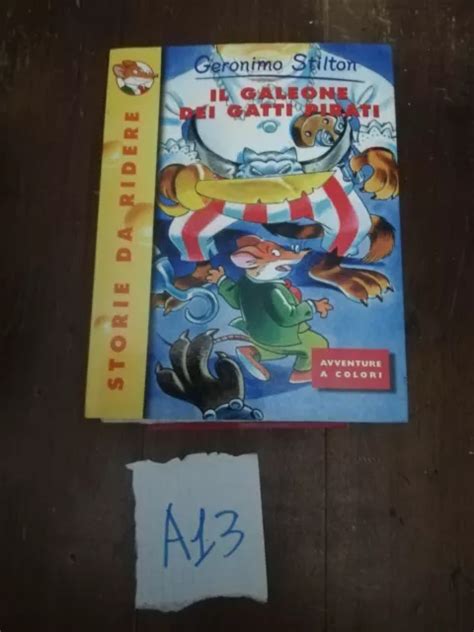 Geronimo Stilton
IL GALEONE
DEI GATTI PIRATI
STORIE DA RIDERE
AVVENTURE
A COLORI
A13